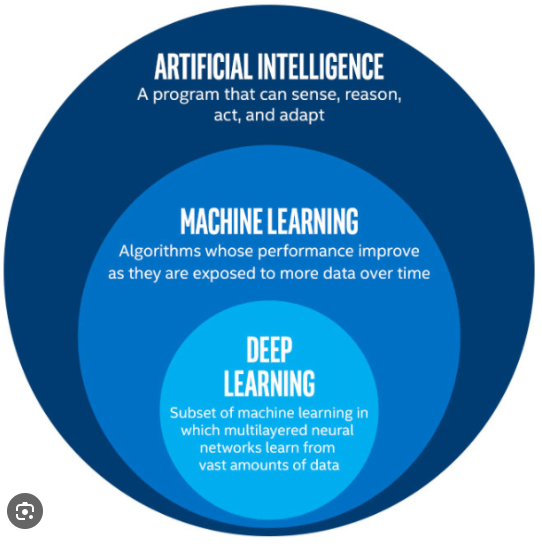 ARTIFICIAL INTELLIGENCE
A program that can sense, reason,
act, and adapt
MACHINE LEARNING
Algorithms whose performance improve
as they are exposed to more data over time
DEEP
LEARNING
Subset of machine learning in
which multilayered neural
networks learn from
vast amounts of data